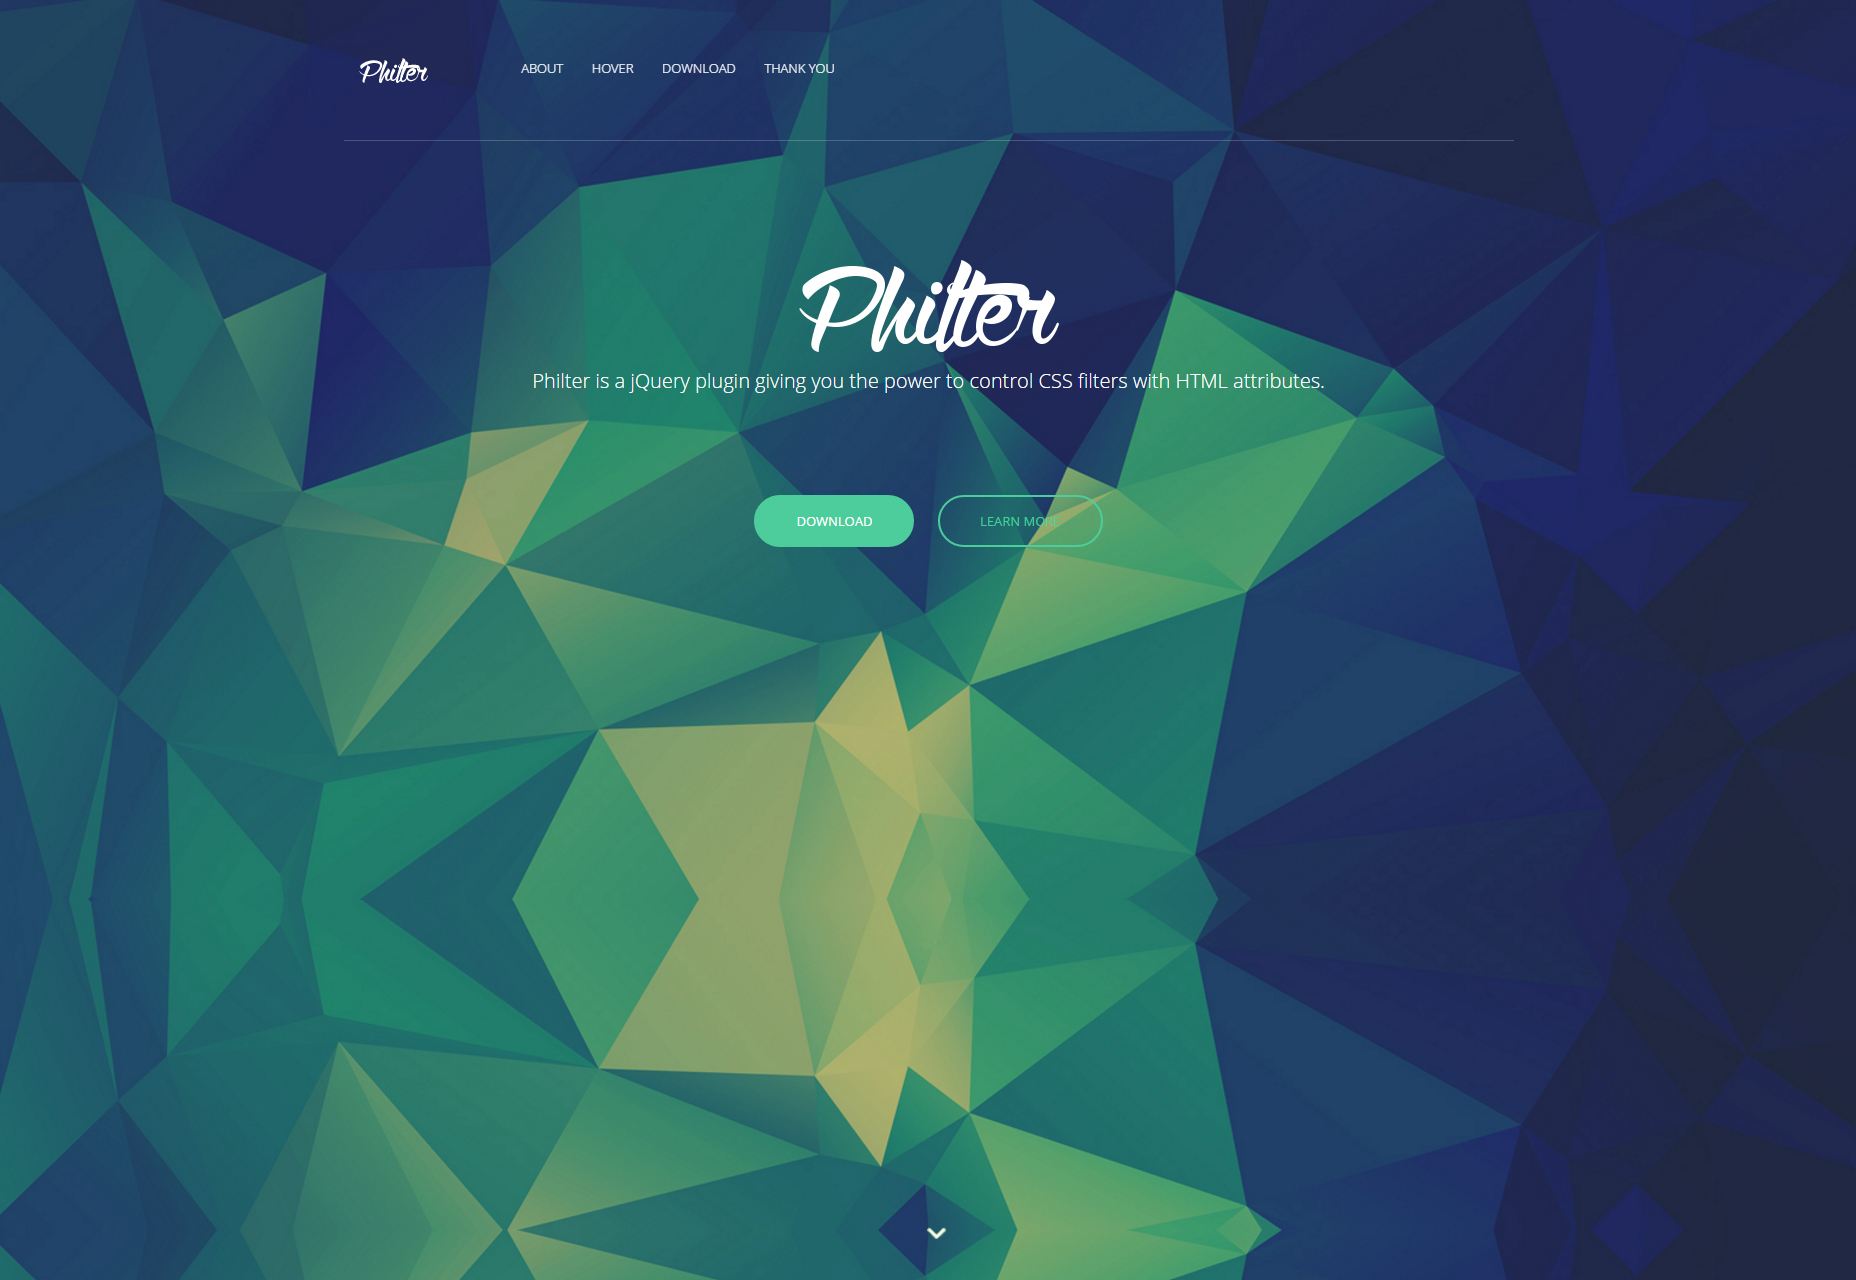 Philter
ABOUT
HOVER
DOWNLOAD
THANK YOU
Philter
Philter is a jQuery plugin giving you the power to control CSS filters with HTML attributes.
DOWNLOAD
LEARN MORE